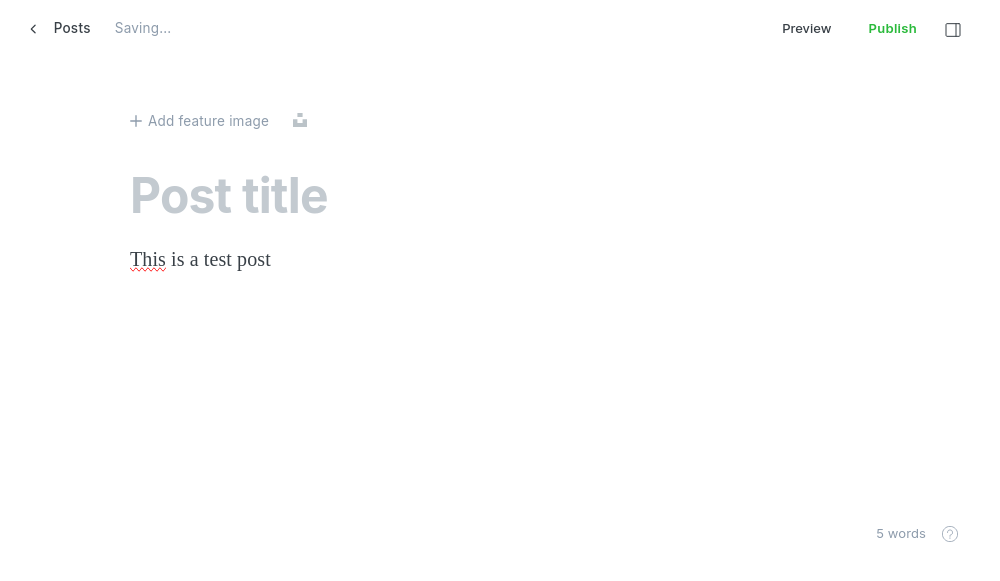 Posts Saving... Preview Publish
Add feature image
Post title
This is a test post
5 words